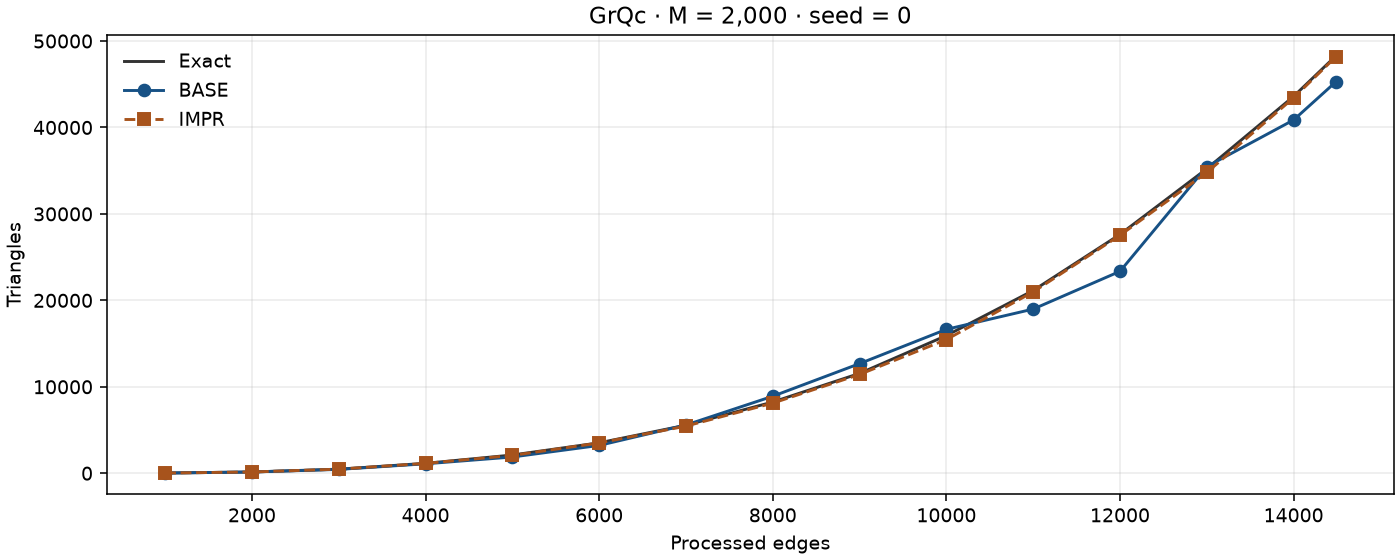 GrQc · M = 2,000 · seed = 0
Exact
BASE
IMPR
Triangles
50000
40000
30000
20000
10000
0
2000 4000 6000 8000 10000 12000 14000
Processed edges